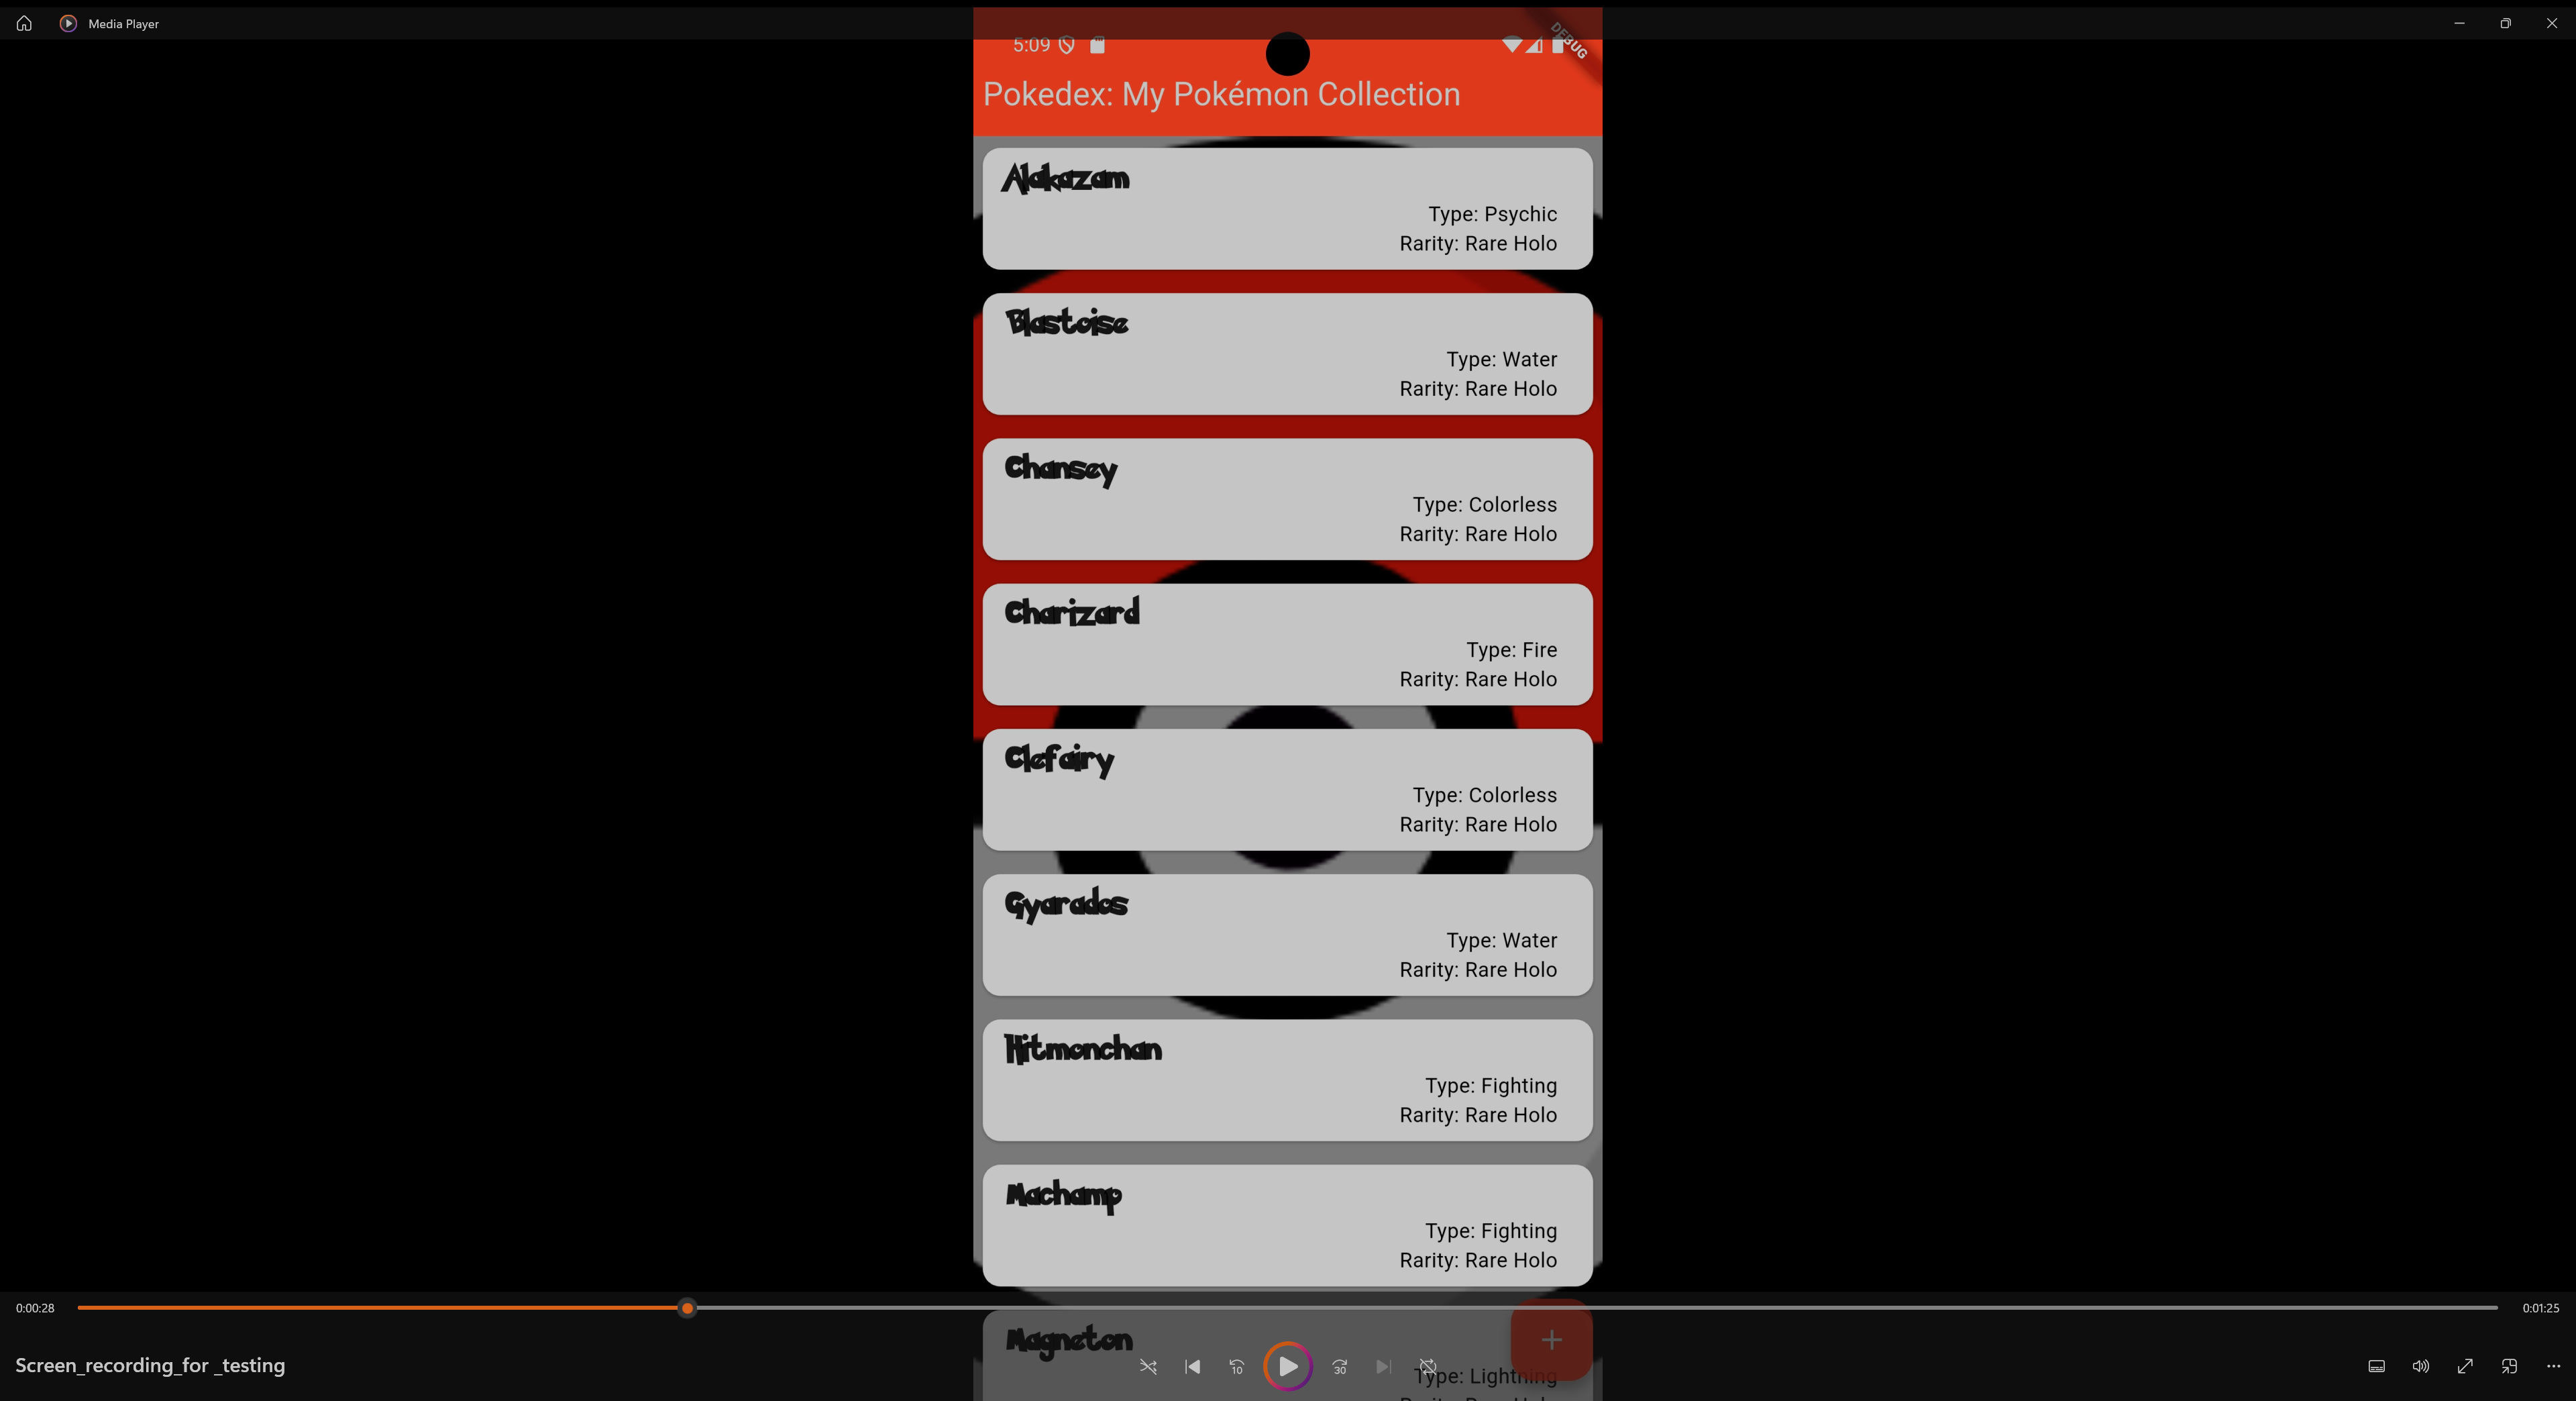 Media Player
DEBUG
5:09
Pokedex: My Pokémon Collection
Alakazam
Type: Psychic
Rarity: Rare Holo
Blastoise
Type: Water
Rarity: Rare Holo
Chansey
Type: Colorless
Rarity: Rare Holo
Charizard
Type: Fire
Rarity: Rare Holo
Clefairy
Type: Colorless
Rarity: Rare Holo
Gyarados
Type: Water
Rarity: Rare Holo
Hitmonchan
Type: Fighting
Rarity: Rare Holo
Machamp
Type: Fighting
Rarity: Rare Holo
0:00:28
0:01:25
Magneton
+
Screen_recording_for _testing
10
30
Type: Lightning